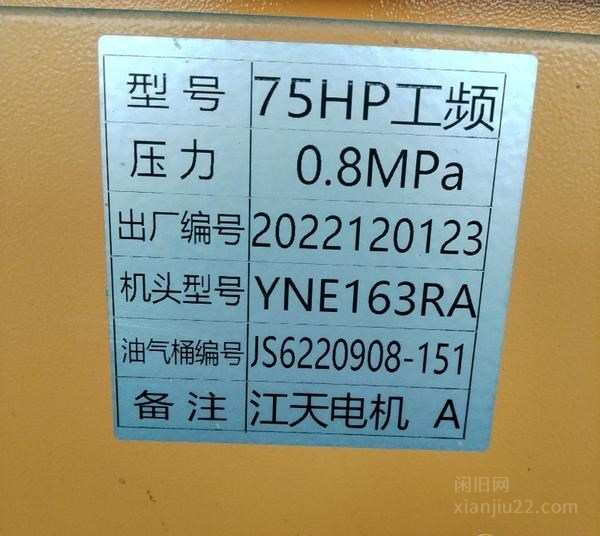 型号 75HP工频
压力 0.8MPa
出厂编号 2022120123
机头型号 YNE163RA
油气桶编号 JS6220908-151
备注 江天电机 A
闲旧网
xianjiu22.com